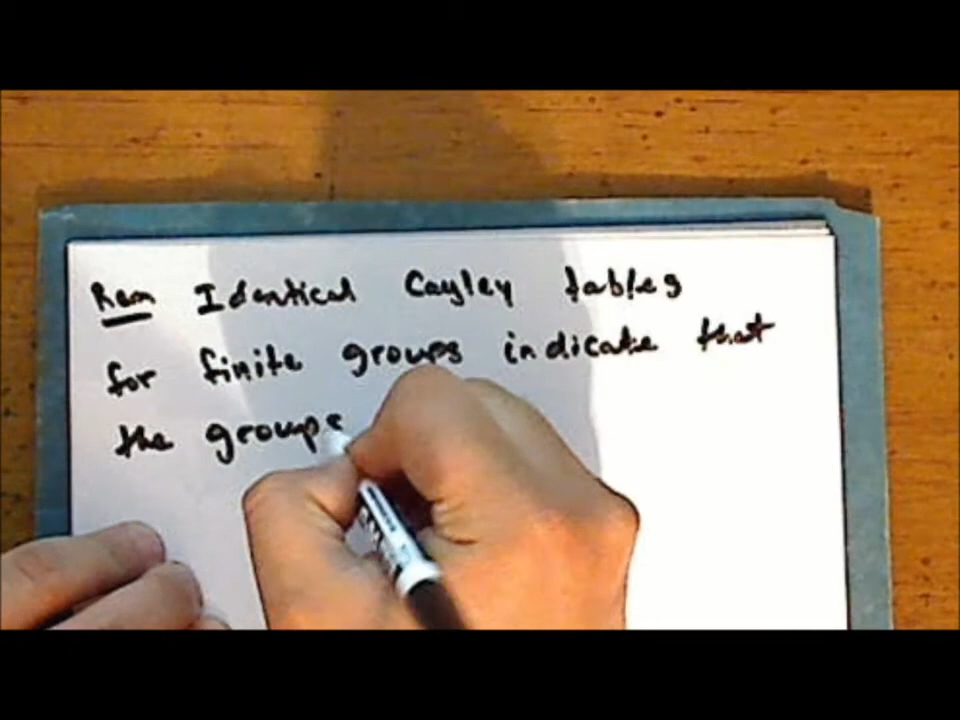 Rem Identical Cayley tables
for finite groups indicate that
the groups